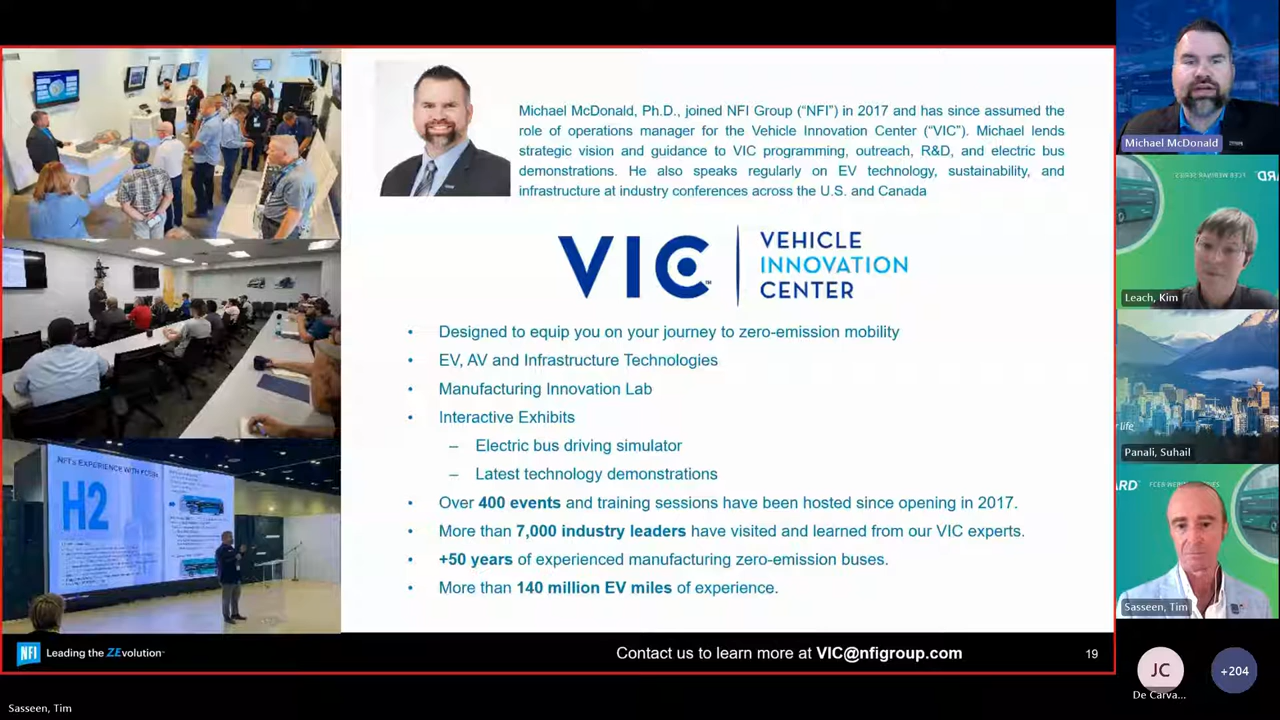 Michael McDonald, Ph.D., joined NFI Group (“NFI”) in 2017 and has since assumed the
role of operations manager for the Vehicle Innovation Center (“VIC”). Michael lends
strategic vision and guidance to VIC programming, outreach, R&D, and electric bus
demonstrations. He also speaks regularly on EV technology, sustainability, and
infrastructure at industry conferences across the U.S. and Canada
VIC™
VEHICLE
INNOVATION
CENTER
• Designed to equip you on your journey to zero-emission mobility
• EV, AV and Infrastructure Technologies
• Manufacturing Innovation Lab
• Interactive Exhibits
– Electric bus driving simulator
– Latest technology demonstrations
• Over 400 events and training sessions have been hosted since opening in 2017.
• More than 7,000 industry leaders have visited and learned from our VIC experts.
• +50 years of experienced manufacturing zero-emission buses.
• More than 140 million EV miles of experience.
NFI's EXPERIENCE WITH FCEBs
H2
NFI Leading the ZEvolution™
Contact us to learn more at VIC@nfigroup.com
19
Michael McDonald
Leach, Kim
r life
Panali, Suhail
ARD
Sasseen, Tim
JC
De Carva...
+204
Sasseen, Tim